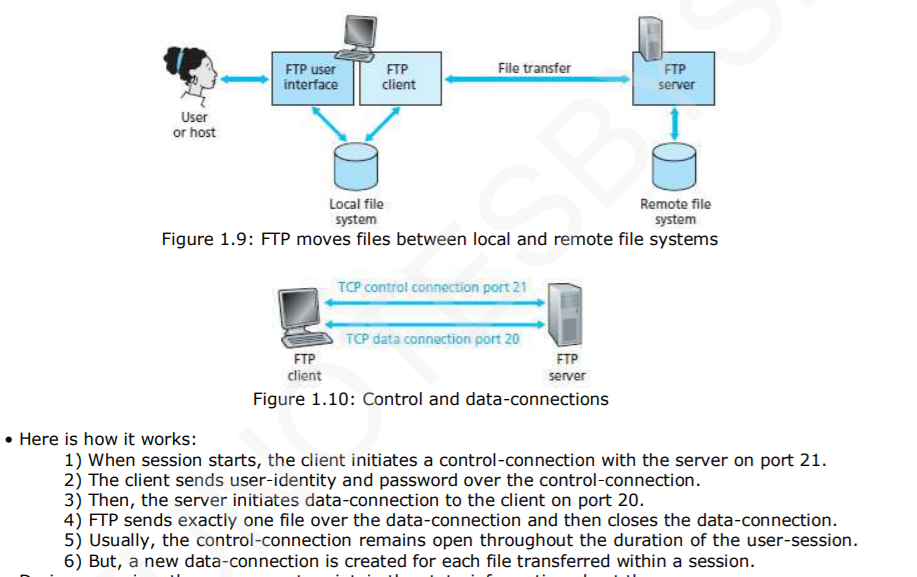 FTP user
interface
FTP
client
File transfer
FTP
server
User
or host
Local file
system
Remote file
system
Figure 1.9: FTP moves files between local and remote file systems
TCP control connection port 21
TCP data connection port 20
FTP
client
FTP
server
Figure 1.10: Control and data-connections
• Here is how it works:
1) When session starts, the client initiates a control-connection with the server on port 21.
2) The client sends user-identity and password over the control-connection.
3) Then, the server initiates data-connection to the client on port 20.
4) FTP sends exactly one file over the data-connection and then closes the data-connection.
5) Usually, the control-connection remains open throughout the duration of the user-session.
6) But, a new data-connection is created for each file transferred within a session.